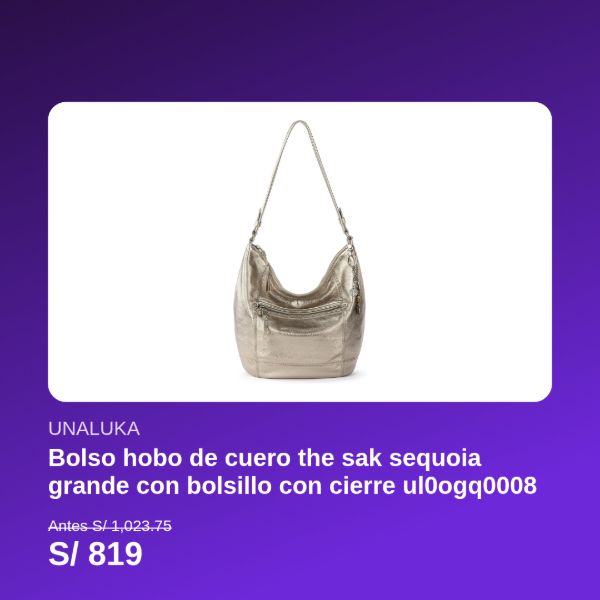 UNALUKA
Bolso hobo de cuero the sak sequoia
grande con bolsillo con cierre ul0ogq0008
Antes S/ 1,023.75
S/ 819